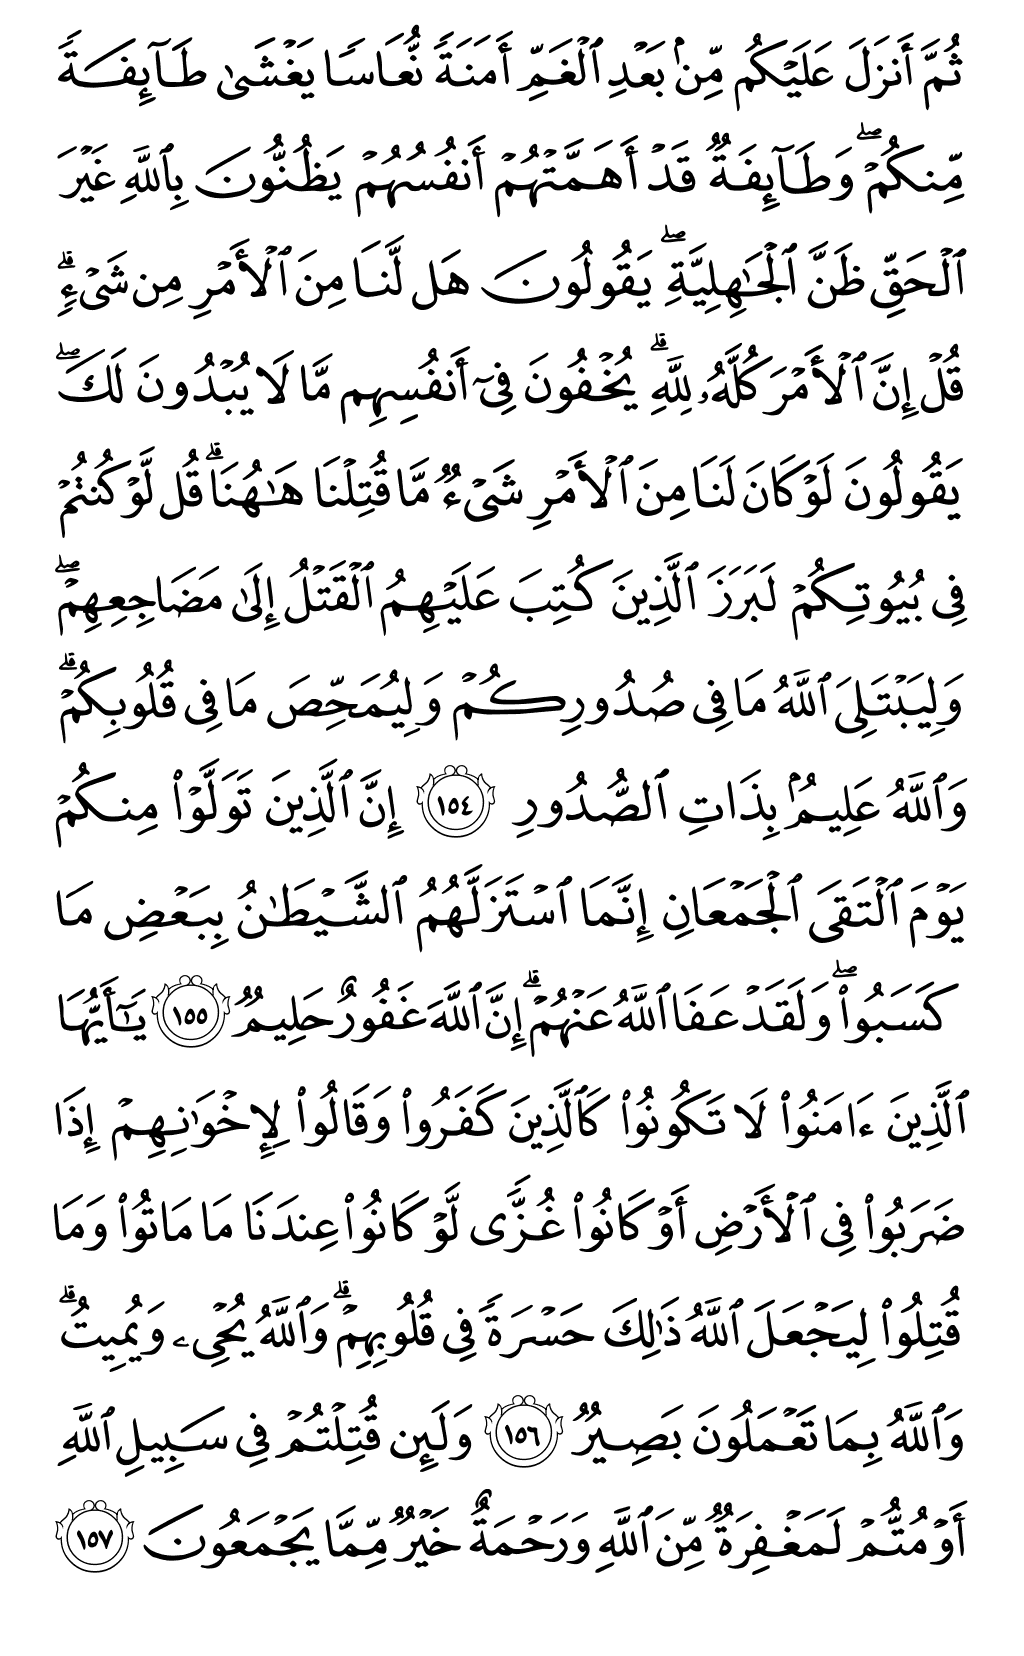 ثُمَّ أَنزَلَ عَلَيۡكُم مِّنۢ بَعۡدِ ٱلۡغَمِّ أَمَنَةٗ نُّعَاسٗا يَغۡشَىٰ طَآئِفَةٗ
مِّنكُمۡۖ وَطَآئِفَةٞ قَدۡ أَهَمَّتۡهُمۡ أَنفُسُهُمۡ يَظُنُّونَ بِٱللَّهِ غَيۡرَ
ٱلۡحَقِّ ظَنَّ ٱلۡجَٰهِلِيَّةِۖ يَقُولُونَ هَل لَّنَا مِنَ ٱلۡأَمۡرِ مِن شَيۡءٖۗ
قُلۡ إِنَّ ٱلۡأَمۡرَ كُلَّهُۥ لِلَّهِۗ يُخۡفُونَ فِيٓ أَنفُسِهِم مَّا لَا يُبۡدُونَ لَكَۖ
يَقُولُونَ لَوۡ كَانَ لَنَا مِنَ ٱلۡأَمۡرِ شَيۡءٞ مَّا قُتِلۡنَا هَٰهُنَاۗ قُل لَّوۡ كُنتُمۡ
فِي بُيُوتِكُمۡ لَبَرَزَ ٱلَّذِينَ كُتِبَ عَلَيۡهِمُ ٱلۡقَتۡلُ إِلَىٰ مَضَاجِعِهِمۡۖ
وَلِيَبۡتَلِيَ ٱللَّهُ مَا فِي صُدُورِكُمۡ وَلِيُمَحِّصَ مَا فِي قُلُوبِكُمۡۗ
وَٱللَّهُ عَلِيمُۢ بِذَاتِ ٱلصُّدُورِ ١٥٤ إِنَّ ٱلَّذِينَ تَوَلَّوۡاْ مِنكُمۡ
يَوۡمَ ٱلۡتَقَى ٱلۡجَمۡعَانِ إِنَّمَا ٱسۡتَزَلَّهُمُ ٱلشَّيۡطَٰنُ بِبَعۡضِ مَا
كَسَبُواْۖ وَلَقَدۡ عَفَا ٱللَّهُ عَنۡهُمۡۗ إِنَّ ٱللَّهَ غَفُورٌ حَلِيمٞ ١٥٥ يَٰٓأَيُّهَا
ٱلَّذِينَ ءَامَنُواْ لَا تَكُونُواْ كَٱلَّذِينَ كَفَرُواْ وَقَالُواْ لِإِخۡوَٰنِهِمۡ إِذَا
ضَرَبُواْ فِي ٱلۡأَرۡضِ أَوۡ كَانُواْ غُزّٗى لَّوۡ كَانُواْ عِندَنَا مَا مَاتُواْ وَمَا
قُتِلُواْ لِيَجۡعَلَ ٱللَّهُ ذَٰلِكَ حَسۡرَةٗ فِي قُلُوبِهِمۡۗ وَٱللَّهُ يُحۡيِۦ وَيُمِيتُۗ
وَٱللَّهُ بِمَا تَعۡمَلُونَ بَصِيرٞ ١٥٦ وَلَئِن قُتِلۡتُمۡ فِي سَبِيلِ ٱللَّهِ
أَوۡ مُتُّمۡ لَمَغۡفِرَةٞ مِّنَ ٱللَّهِ وَرَحۡمَةٌ خَيۡرٞ مِّمَّا يَجۡمَعُونَ ١٥٧